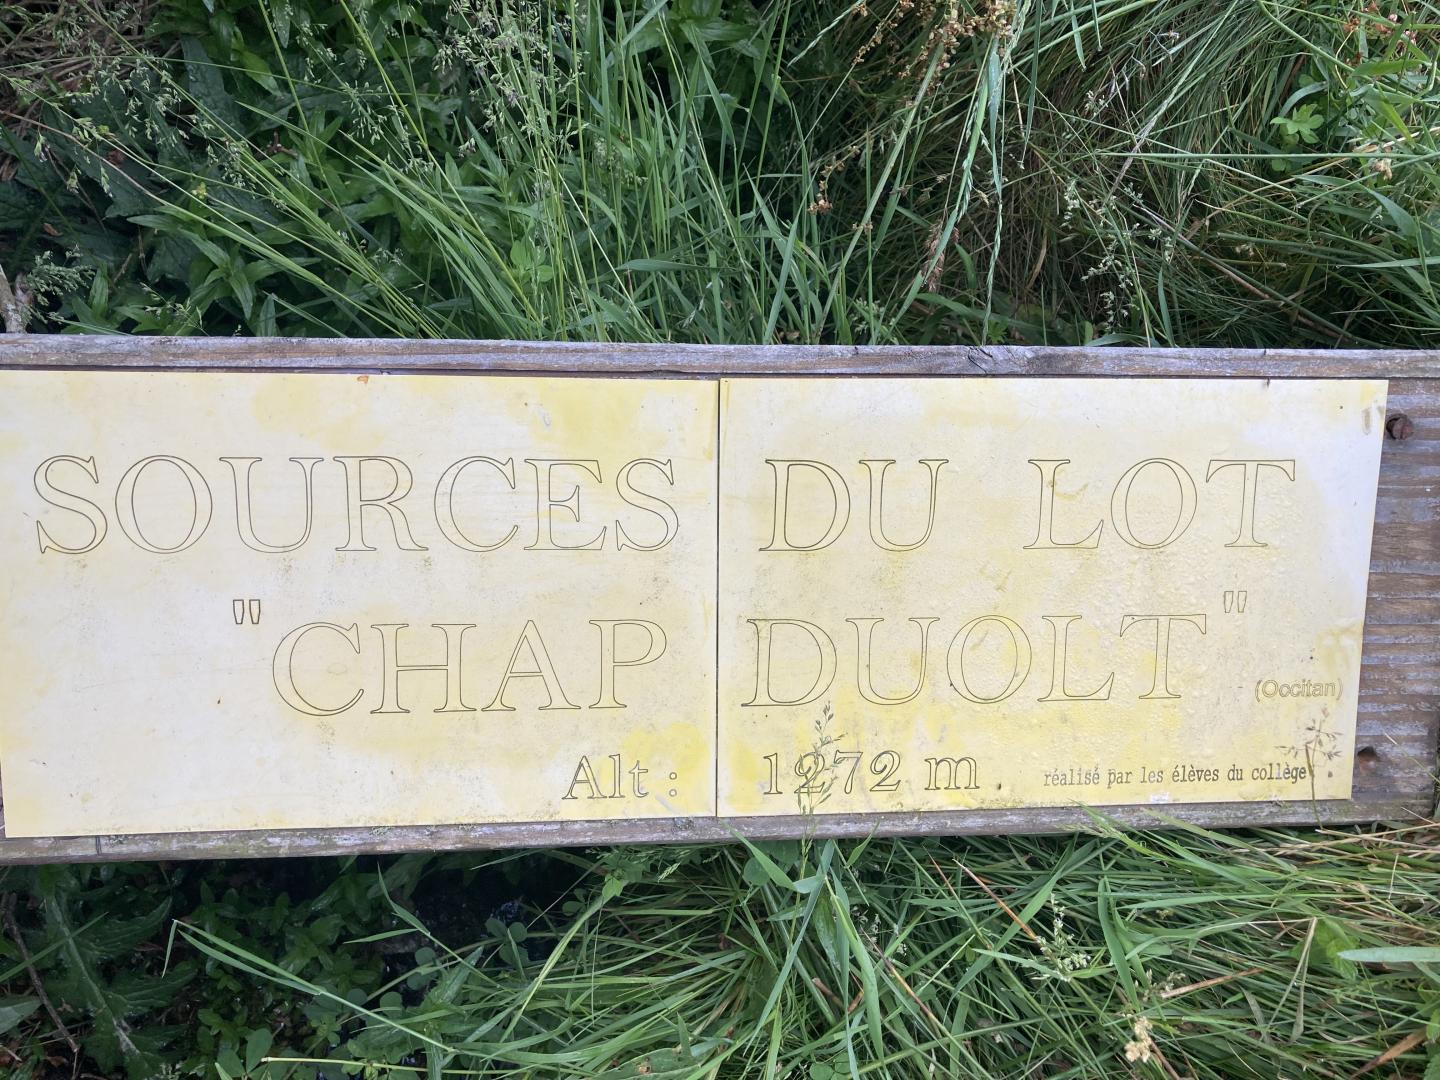 SOURCES DU LOT
"CHAP DUOLT"
(Occitan)
Alt : 1272 m
réalisé par les élèves du collège